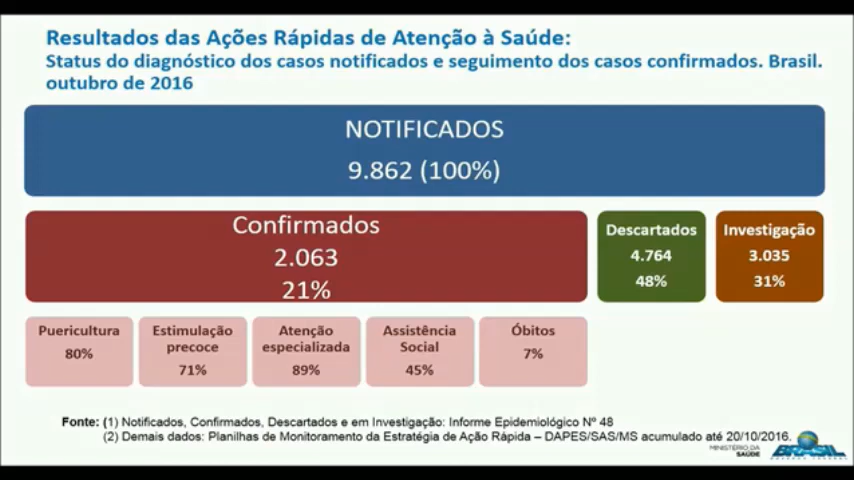 Resultados das Ações Rápidas de Atenção à Saúde:
Status do diagnóstico dos casos notificados e seguimento dos casos confirmados. Brasil.
outubro de 2016
NOTIFICADOS
9.862 (100%)
Confirmados
2.063
21%
Descartados
4.764
48%
Investigação
3.035
31%
Puericultura
80%
Estimulação
precoce
71%
Atenção
especializada
89%
Assistência
Social
45%
Óbitos
7%
Fonte: (1) Notificados, Confirmados, Descartados e em Investigação: Informe Epidemiológico Nº 48
(2) Demais dados: Planilhas de Monitoramento da Estratégia de Ação Rápida – DAPES/SAS/MS acumulado até 20/10/2016.
MINISTÉRIO DA
SAÚDE
BRASIL